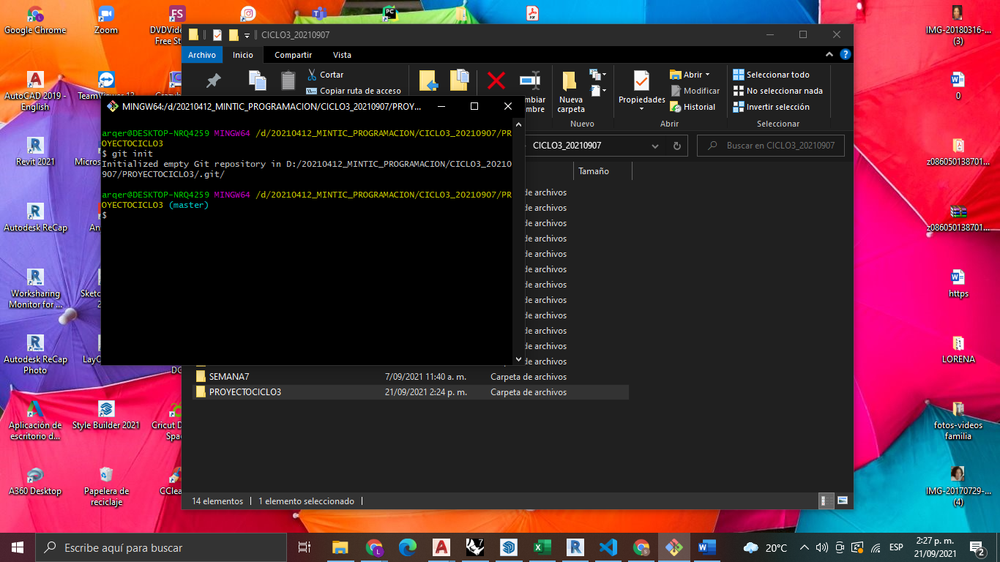 Google Chrome
Zoom
DVDVide
Free St
IMG-20180316-...
(3)
AutoCAD 2019 -
English
TeamViewer 13
0
Revit 2021
Micros
z086050138701...
Autodesk ReCap
An
z086050138701...
Worksharing
Monitor for ...
Sketc
2
https
Autodesk ReCap
Photo
LayC
DG
LORENA
Aplicación de
escritorio d...
Style Builder 2021
Cricut D
Spac
fotos-videos
familia
A360 Desktop
Papelera de
reciclaje
CClea
IMG-20170729-...
(4)
CICLO3_20210907
Archivo
Inicio
Compartir
Vista
Cortar
Copiar ruta de acceso
mbiar
mbre
Nueva
carpeta
Nuevo
Propiedades
Abrir
Modificar
Historial
Abrir
Seleccionar todo
No seleccionar nada
Invertir selección
Seleccionar
CICLO3_20210907
Buscar en CICLO3_20210907
Tamaño
de archivos
de archivos
de archivos
de archivos
de archivos
de archivos
de archivos
de archivos
de archivos
de archivos
de archivos
de archivos
SEMANA7 7/09/2021 11:40 a. m. Carpeta de archivos
PROYECTOCICLO3 21/09/2021 2:24 p. m. Carpeta de archivos
14 elementos 1 elemento seleccionado
MINGW64:/d/20210412_MINTIC_PROGRAMACION/CICLO3_20210907/PROY...
arqer@DESKTOP-NRQ4259 MINGW64 /d/20210412_MINTIC_PROGRAMACION/CICLO3_20210907/PR
OYECTOCICLO3
$ git init
Initialized empty Git repository in D:/20210412_MINTIC_PROGRAMACION/CICLO3_20210
907/PROYECTOCICLO3/.git/
arqer@DESKTOP-NRQ4259 MINGW64 /d/20210412_MINTIC_PROGRAMACION/CICLO3_20210907/PR
OYECTOCICLO3 (master)
$
Escribe aquí para buscar
20°C
ESP
2:27 p. m.
21/09/2021
2